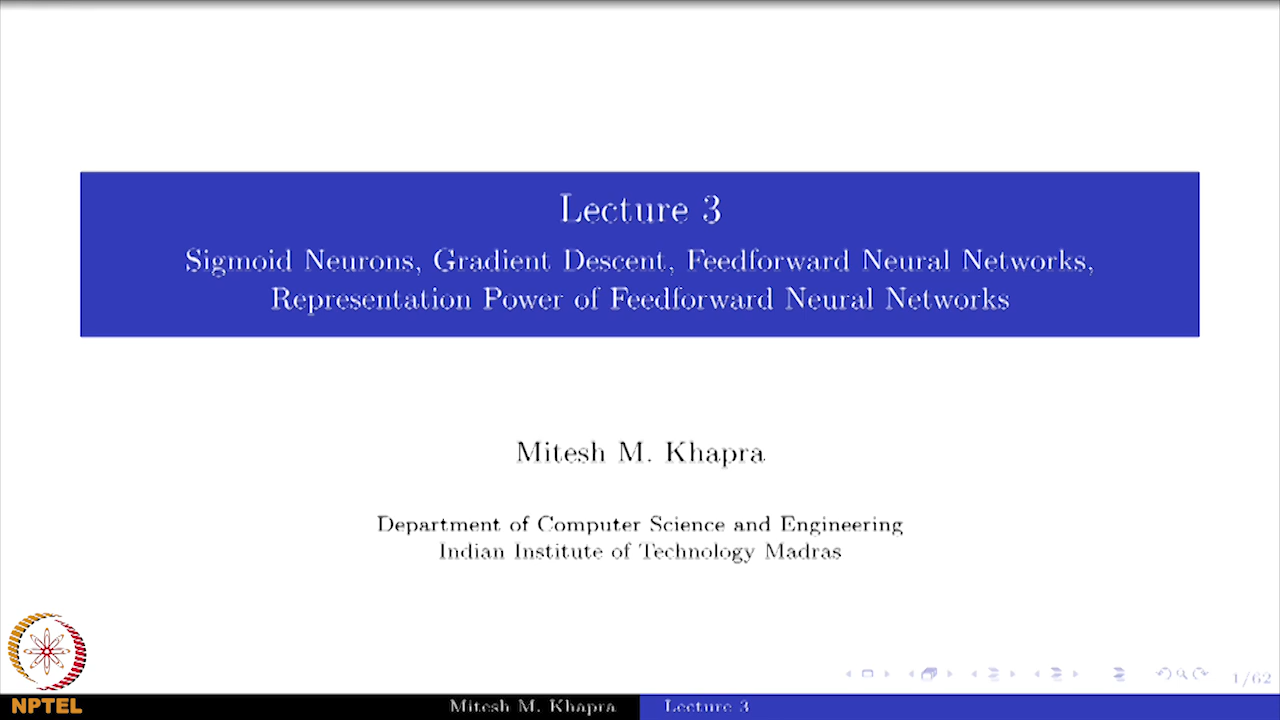 Lecture 3
Sigmoid Neurons, Gradient Descent, Feedforward Neural Networks,
Representation Power of Feedforward Neural Networks
Mitesh M. Khapra
Department of Computer Science and Engineering
Indian Institute of Technology Madras
1/62
NPTEL
Mitesh M. Khapra
Lecture 3